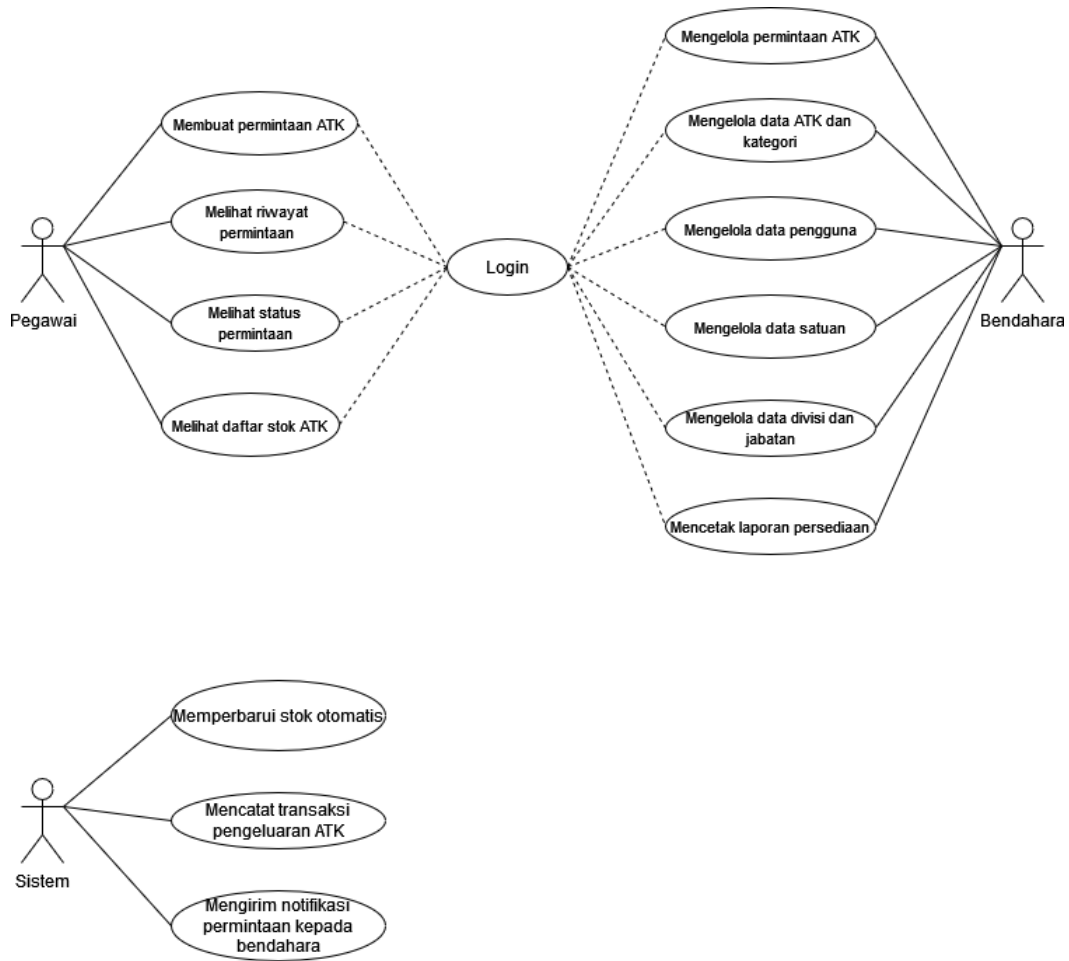 Mengelola permintaan ATK
Membuat permintaan ATK
Mengelola data ATK dan
kategori
Melihat riwayat
permintaan
Mengelola data pengguna
Pegawai
Login
Bendahara
Melihat status
permintaan
Mengelola data satuan
Melihat daftar stok ATK
Mengelola data divisi dan
jabatan
Mencetak laporan persediaan
Memperbarui stok otomatis
Mencatat transaksi
pengeluaran ATK
Sistem
Mengirim notifikasi
permintaan kepada
bendahara